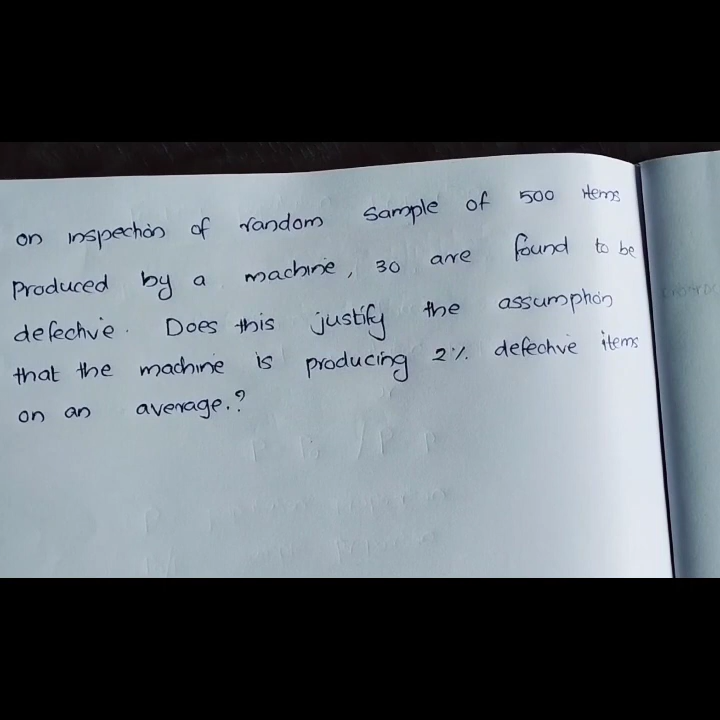 on inspection of random sample of 500 items
produced by a machine, 30 are found to be
defective. Does this justify the assumption
that the machine is producing 2% defective items
on an average.?